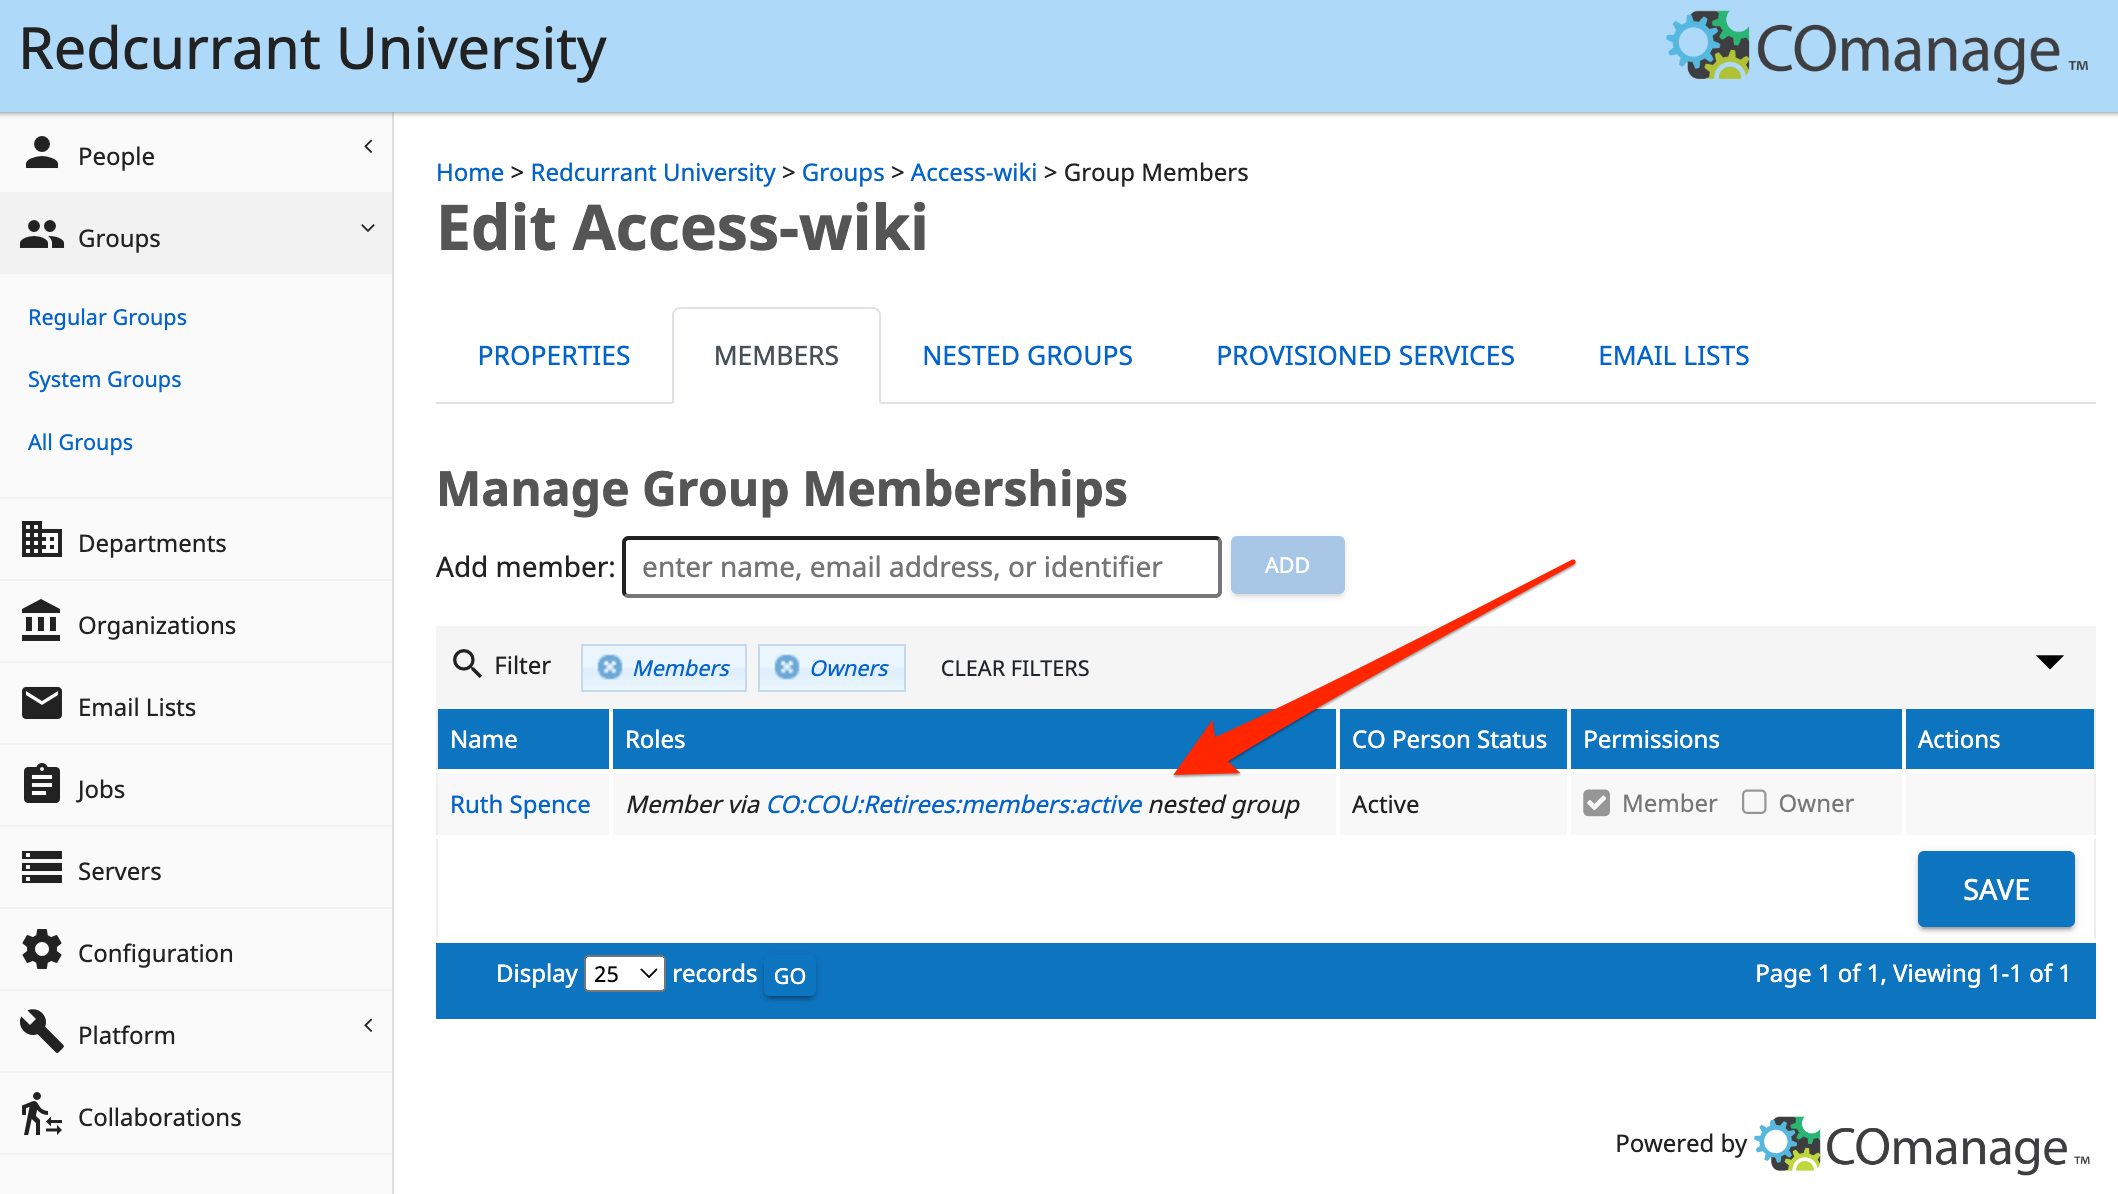 Redcurrant University
COmanage™
People
Groups
Regular Groups
System Groups
All Groups
Departments
Organizations
Email Lists
Jobs
Servers
Configuration
Platform
Collaborations
Home > Redcurrant University > Groups > Access-wiki > Group Members
Edit Access-wiki
PROPERTIES MEMBERS NESTED GROUPS PROVISIONED SERVICES EMAIL LISTS
Manage Group Memberships
Add member: enter name, email address, or identifier ADD
Filter Members Owners CLEAR FILTERS
Name Roles CO Person Status Permissions Actions
Ruth Spence Member via CO:COU:Retirees:members:active nested group Active Member Owner
SAVE
Display 25 records GO Page 1 of 1, Viewing 1-1 of 1
Powered by COmanage™